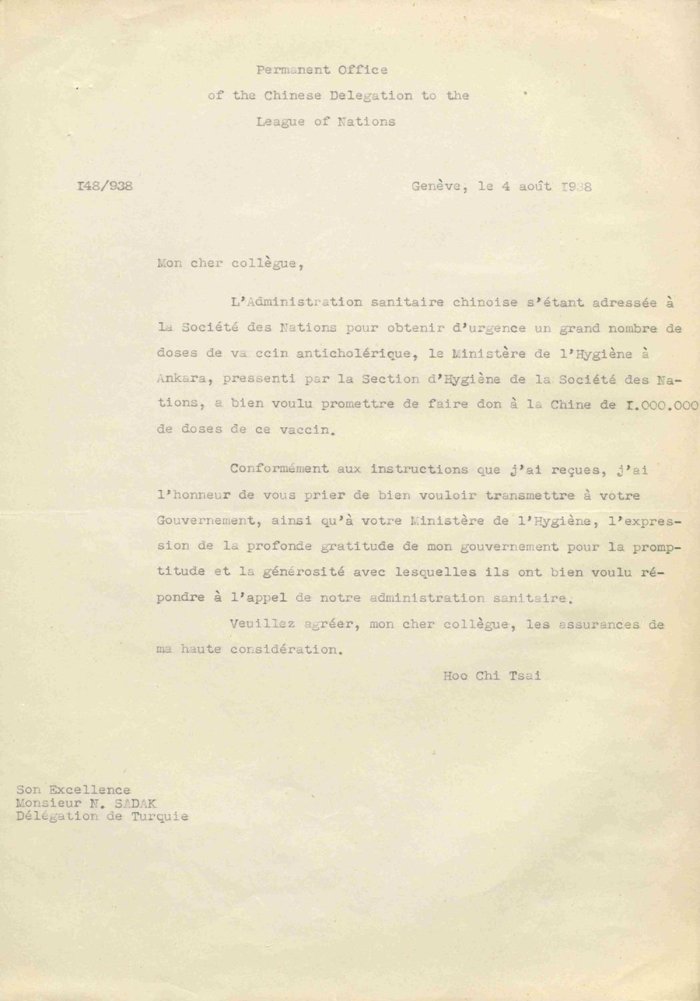 Permanent Office
of the Chinese Delegation to the
League of Nations
I48/938
Genève, le 4 août I938
Mon cher collègue,
L'Administration sanitaire chinoise s'étant adressée à
la Société des Nations pour obtenir d'urgence un grand nombre de
doses de va ccin anticholérique, le Ministère de l'Hygiène à
Ankara, pressenti par la Section d'Hygiène de la Société des Na-
tions, a bien voulu promettre de faire don à la Chine de I.000.000
de doses de ce vaccin.
Conformément aux instructions que j'ai reçues, j'ai
l'honneur de vous prier de bien vouloir transmettre à votre
Gouvernement, ainsi qu'à votre Ministère de l'Hygiène, l'expres-
sion de la profonde gratitude de mon gouvernement pour la promp-
titude et la générosité avec lesquelles ils ont bien voulu ré-
pondre à l'appel de notre administration sanitaire.
Veuillez agréer, mon cher collègue, les assurances de
ma haute considération.
Hoo Chi Tsai
Son Excellence
Monsieur N. SADAK
Délégation de Turquie